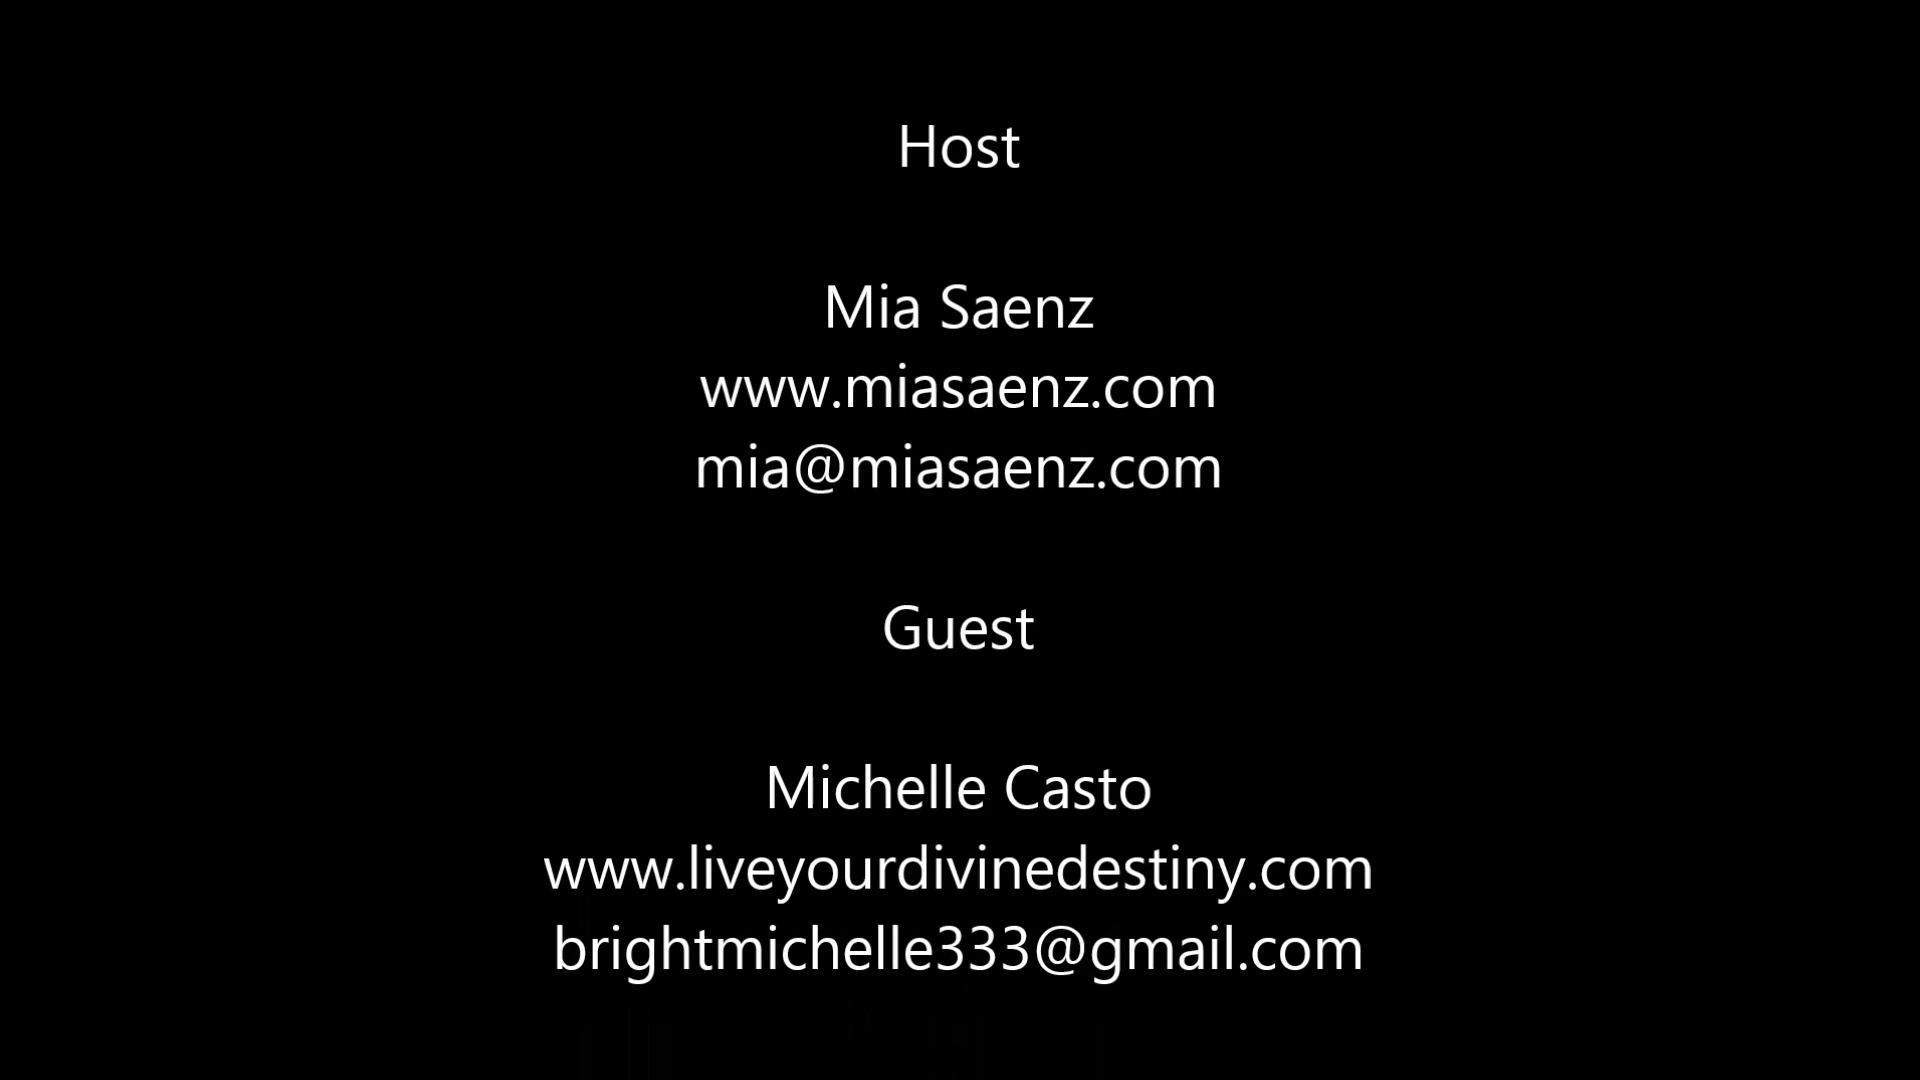 Host
Mia Saenz
www.miasaenz.com
mia@miasaenz.com
Guest
Michelle Casto
www.liveyourdivinedestiny.com
brightmichelle333@gmail.com